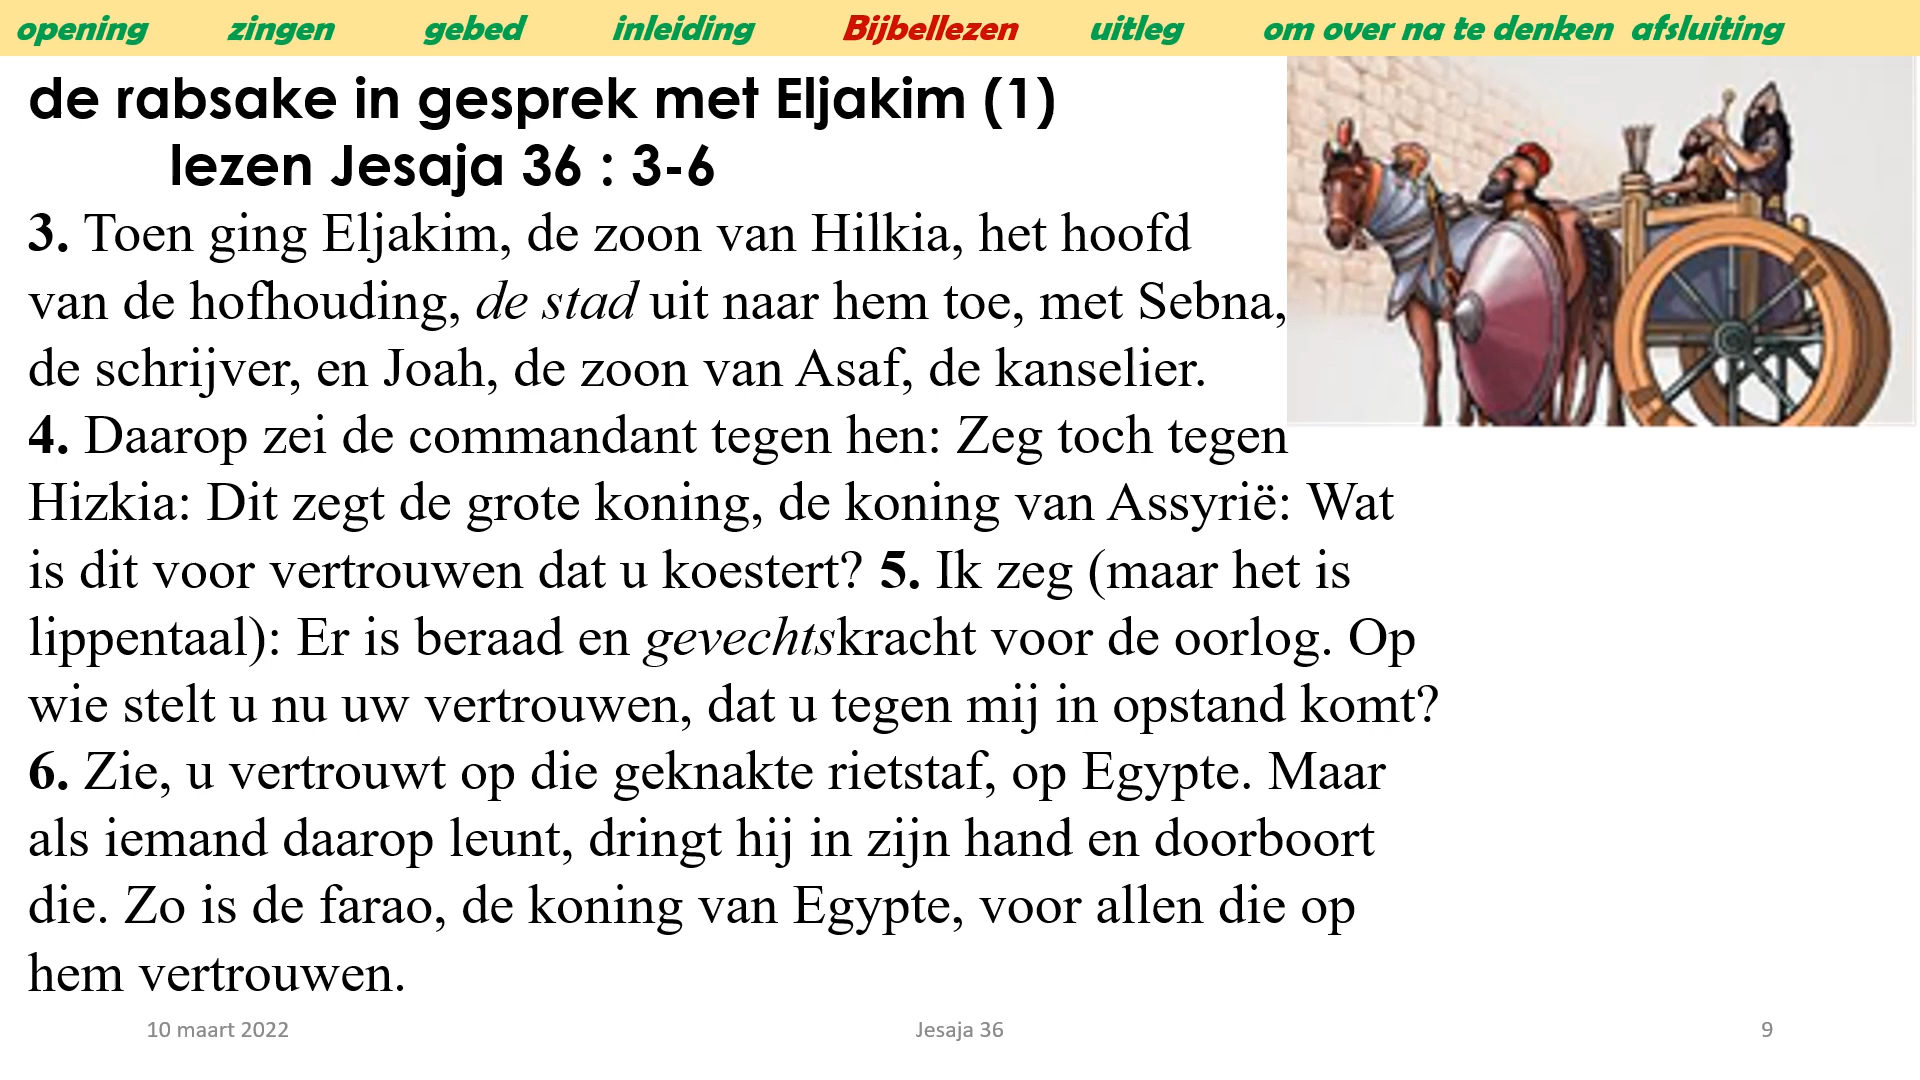 opening zingen gebed inleiding Bijbellezen uitleg om over na te denken afsluiting
de rabsake in gesprek met Eljakim (1)
lezen Jesaja 36 : 3-6
3. Toen ging Eljakim, de zoon van Hilkia, het hoofd
van de hofhouding, de stad uit naar hem toe, met Sebna,
de schrijver, en Joah, de zoon van Asaf, de kanselier.
4. Daarop zei de commandant tegen hen: Zeg toch tegen
Hizkia: Dit zegt de grote koning, de koning van Assyrië: Wat
is dit voor vertrouwen dat u koestert? 5. Ik zeg (maar het is
lippentaal): Er is beraad en gevechtskracht voor de oorlog. Op
wie stelt u nu uw vertrouwen, dat u tegen mij in opstand komt?
6. Zie, u vertrouwt op die geknakte rietstaf, op Egypte. Maar
als iemand daarop leunt, dringt hij in zijn hand en doorboort
die. Zo is de farao, de koning van Egypte, voor allen die op
hem vertrouwen.
10 maart 2022 Jesaja 36 9